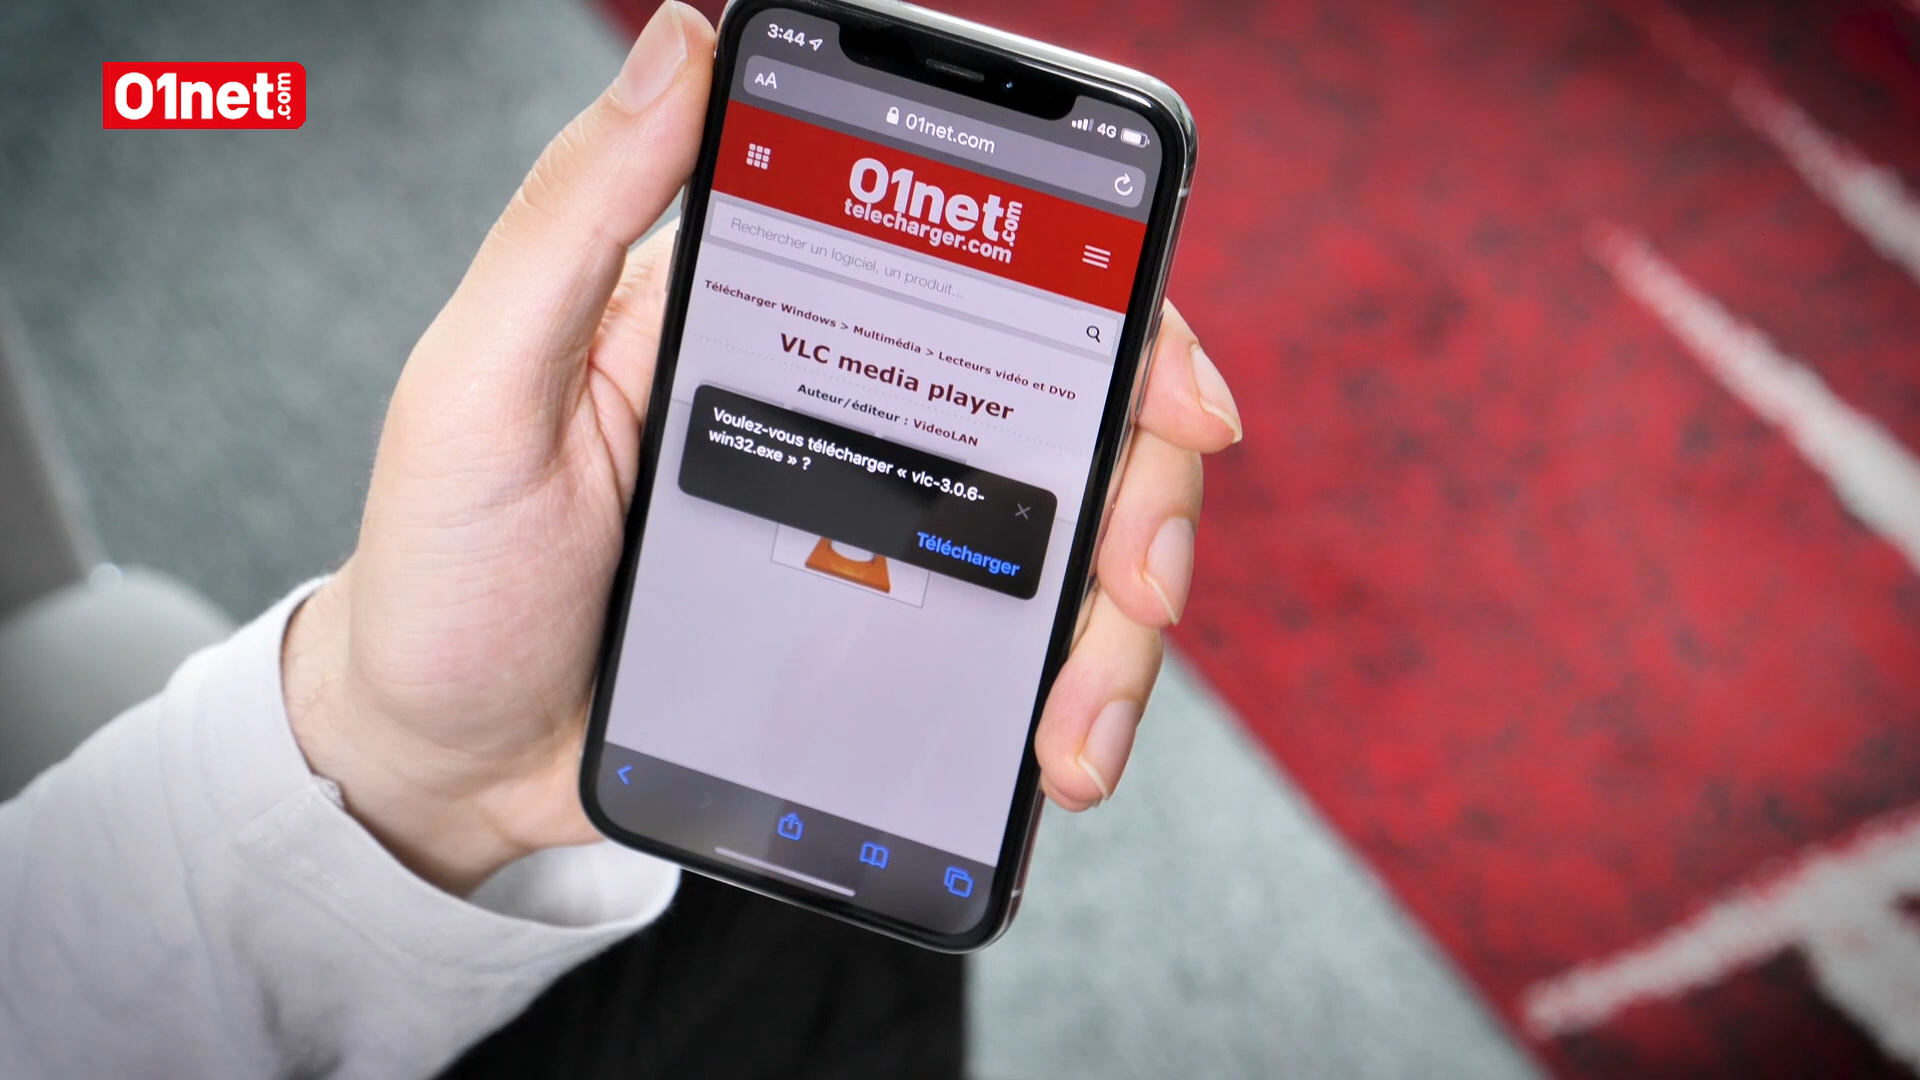 01net.com
3:44
4G
AA
01net.com
01net.com
telecharger.com
Rechercher un logiciel, un produit...
Télécharger Windows > Multimédia > Lecteurs vidéo et DVD
VLC media player
Auteur/éditeur : VideoLAN
Voulez-vous télécharger « vlc-3.0.6-
win32.exe » ?
Télécharger